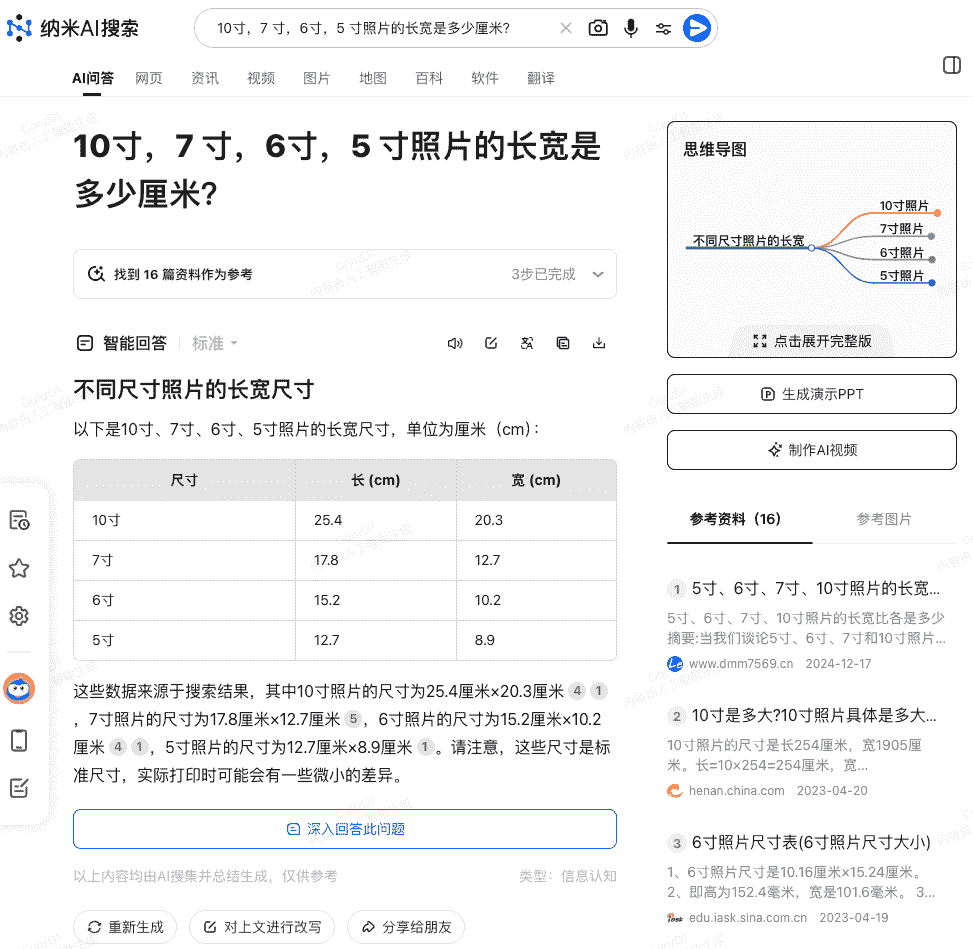 纳米AI搜索
10寸，7 寸，6寸，5 寸照片的长宽是多少厘米?
AI问答 网页 资讯 视频 图片 地图 百科 软件 翻译
10寸，7 寸，6寸，5 寸照片的长宽是
多少厘米?
找到 16 篇资料作为参考 3步已完成
智能回答 标准
不同尺寸照片的长宽尺寸
以下是10寸、7寸、6寸、5寸照片的长宽尺寸，单位为厘米（cm）：
尺寸 长 (cm) 宽 (cm)
10寸 25.4 20.3
7寸 17.8 12.7
6寸 15.2 10.2
5寸 12.7 8.9
这些数据来源于搜索结果，其中10寸照片的尺寸为25.4厘米×20.3厘米 4 1
，7寸照片的尺寸为17.8厘米×12.7厘米 5，6寸照片的尺寸为15.2厘米×10.2
厘米 4 1，5寸照片的尺寸为12.7厘米×8.9厘米 1。请注意，这些尺寸是标
准尺寸，实际打印时可能会有一些微小的差异。
深入回答此问题
以上内容均由AI搜集并总结生成，仅供参考 类型：信息认知
重新生成 对上文进行改写 分享给朋友
思维导图
不同尺寸照片的长宽
10寸照片
7寸照片
6寸照片
5寸照片
点击展开完整版
生成演示PPT
制作AI视频
参考资料（16） 参考图片
1 5寸、6寸、7寸、10寸照片的长宽...
5寸、6寸、7寸、10寸照片的长宽比各是多少
摘要:当我们谈论5寸、6寸、7寸和10寸照片...
www.dmm7569.cn 2024-12-17
2 10寸是多大?10寸照片具体是多大...
10寸照片的尺寸是长254厘米，宽1905厘
米。长=10×254=254厘米，宽...
henan.china.com 2023-04-20
3 6寸照片尺寸表(6寸照片尺寸大小)
1、6寸照片尺寸是10.16厘米×15.24厘米。
2、即高为152.4毫米，宽是101.6毫米。 3...
edu.iask.sina.com.cn 2023-04-19